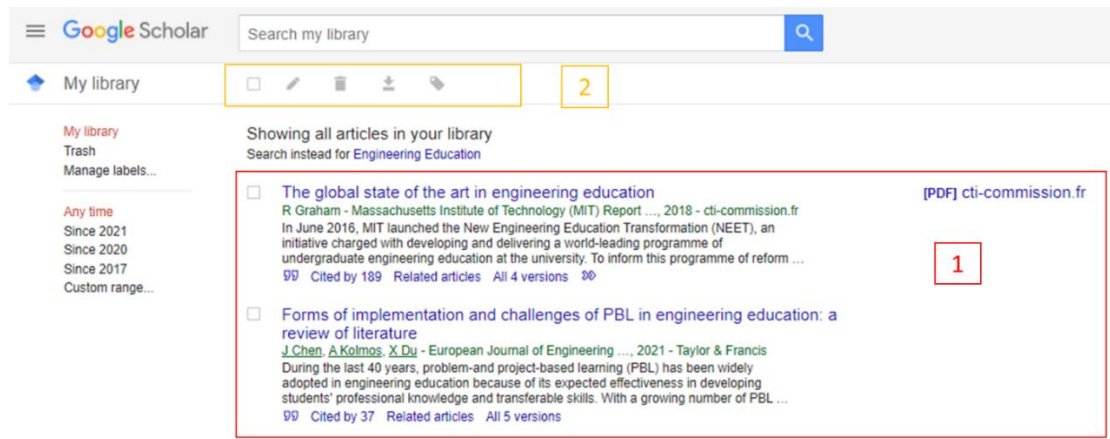 Google Scholar
Search my library
My library
2
My library
Trash
Manage labels...
Any time
Since 2021
Since 2020
Since 2017
Custom range...
Showing all articles in your library
Search instead for Engineering Education
The global state of the art in engineering education
[PDF] cti-commission.fr
R Graham - Massachusetts Institute of Technology (MIT) Report ..., 2018 - cti-commission.fr
In June 2016, MIT launched the New Engineering Education Transformation (NEET), an
initiative charged with developing and delivering a world-leading programme of
undergraduate engineering education at the university. To inform this programme of reform ...
Cited by 189 Related articles All 4 versions
1
Forms of implementation and challenges of PBL in engineering education: a
review of literature
J Chen, A Kolmos, X Du - European Journal of Engineering ..., 2021 - Taylor & Francis
During the last 40 years, problem-and project-based learning (PBL) has been widely
adopted in engineering education because of its expected effectiveness in developing
students' professional knowledge and transferable skills. With a growing number of PBL ...
Cited by 37 Related articles All 5 versions